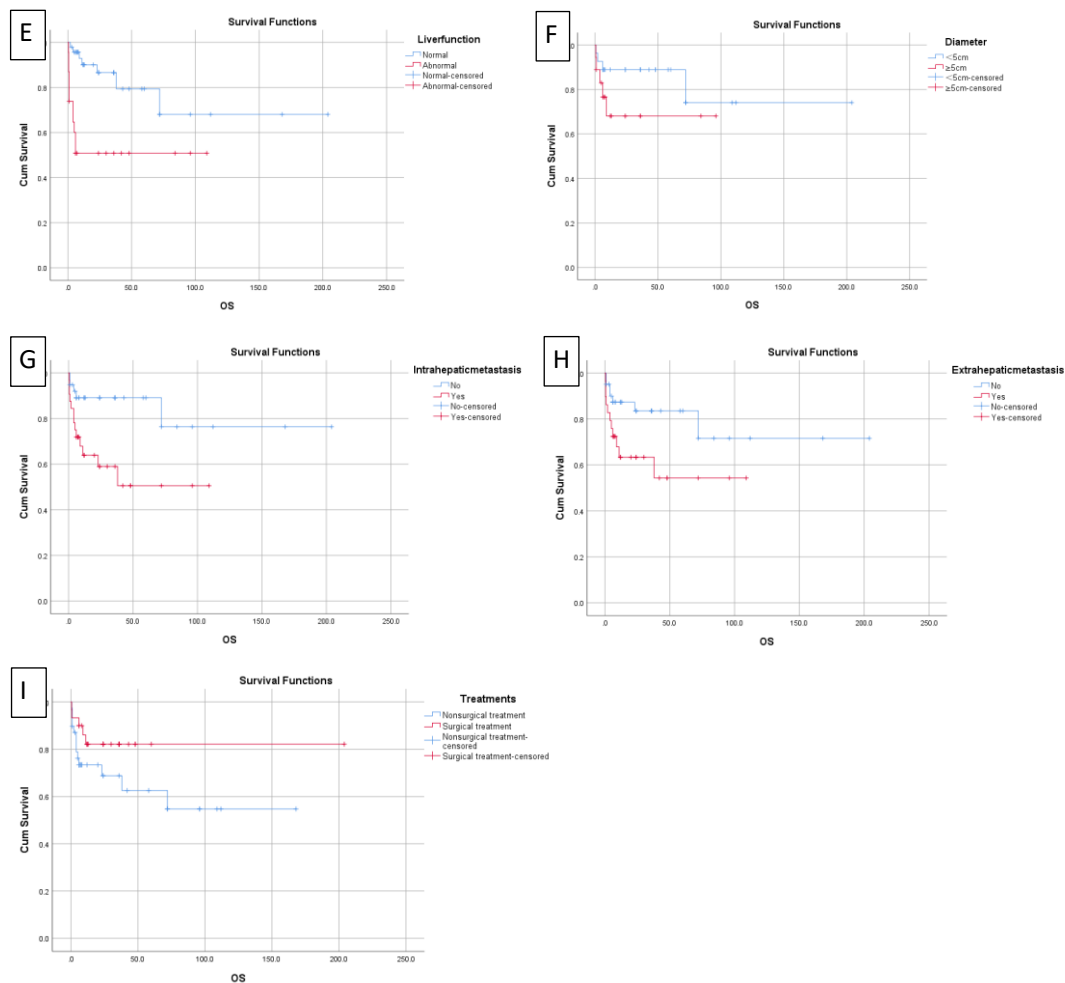 E
Survival Functions
Liverfunction
Normal
Abnormal
Normal-censored
Abnormal-censored
0.8
0.6
0.4
0.2
0.0
Cum Survival
.0 50.0 100.0 150.0 200.0 250.0
OS
F
Survival Functions
Diameter
<5cm
≥5cm
<5cm-censored
≥5cm-censored
0.8
0.6
0.4
0.2
0.0
Cum Survival
.0 50.0 100.0 150.0 200.0 250.0
OS
G
Survival Functions
Intrahepaticmetastasis
No
Yes
No-censored
Yes-censored
0.8
0.6
0.4
0.2
0.0
Cum Survival
.0 50.0 100.0 150.0 200.0 250.0
OS
H
Survival Functions
Extrahepaticmetastasis
No
Yes
No-censored
Yes-censored
0.8
0.6
0.4
0.2
0.0
Cum Survival
.0 50.0 100.0 150.0 200.0 250.0
OS
I
Survival Functions
Treatments
Nonsurgical treatment
Surgical treatment
Nonsurgical treatment-
censored
Surgical treatment-censored
0.8
0.6
0.4
0.2
0.0
Cum Survival
.0 50.0 100.0 150.0 200.0 250.0
OS